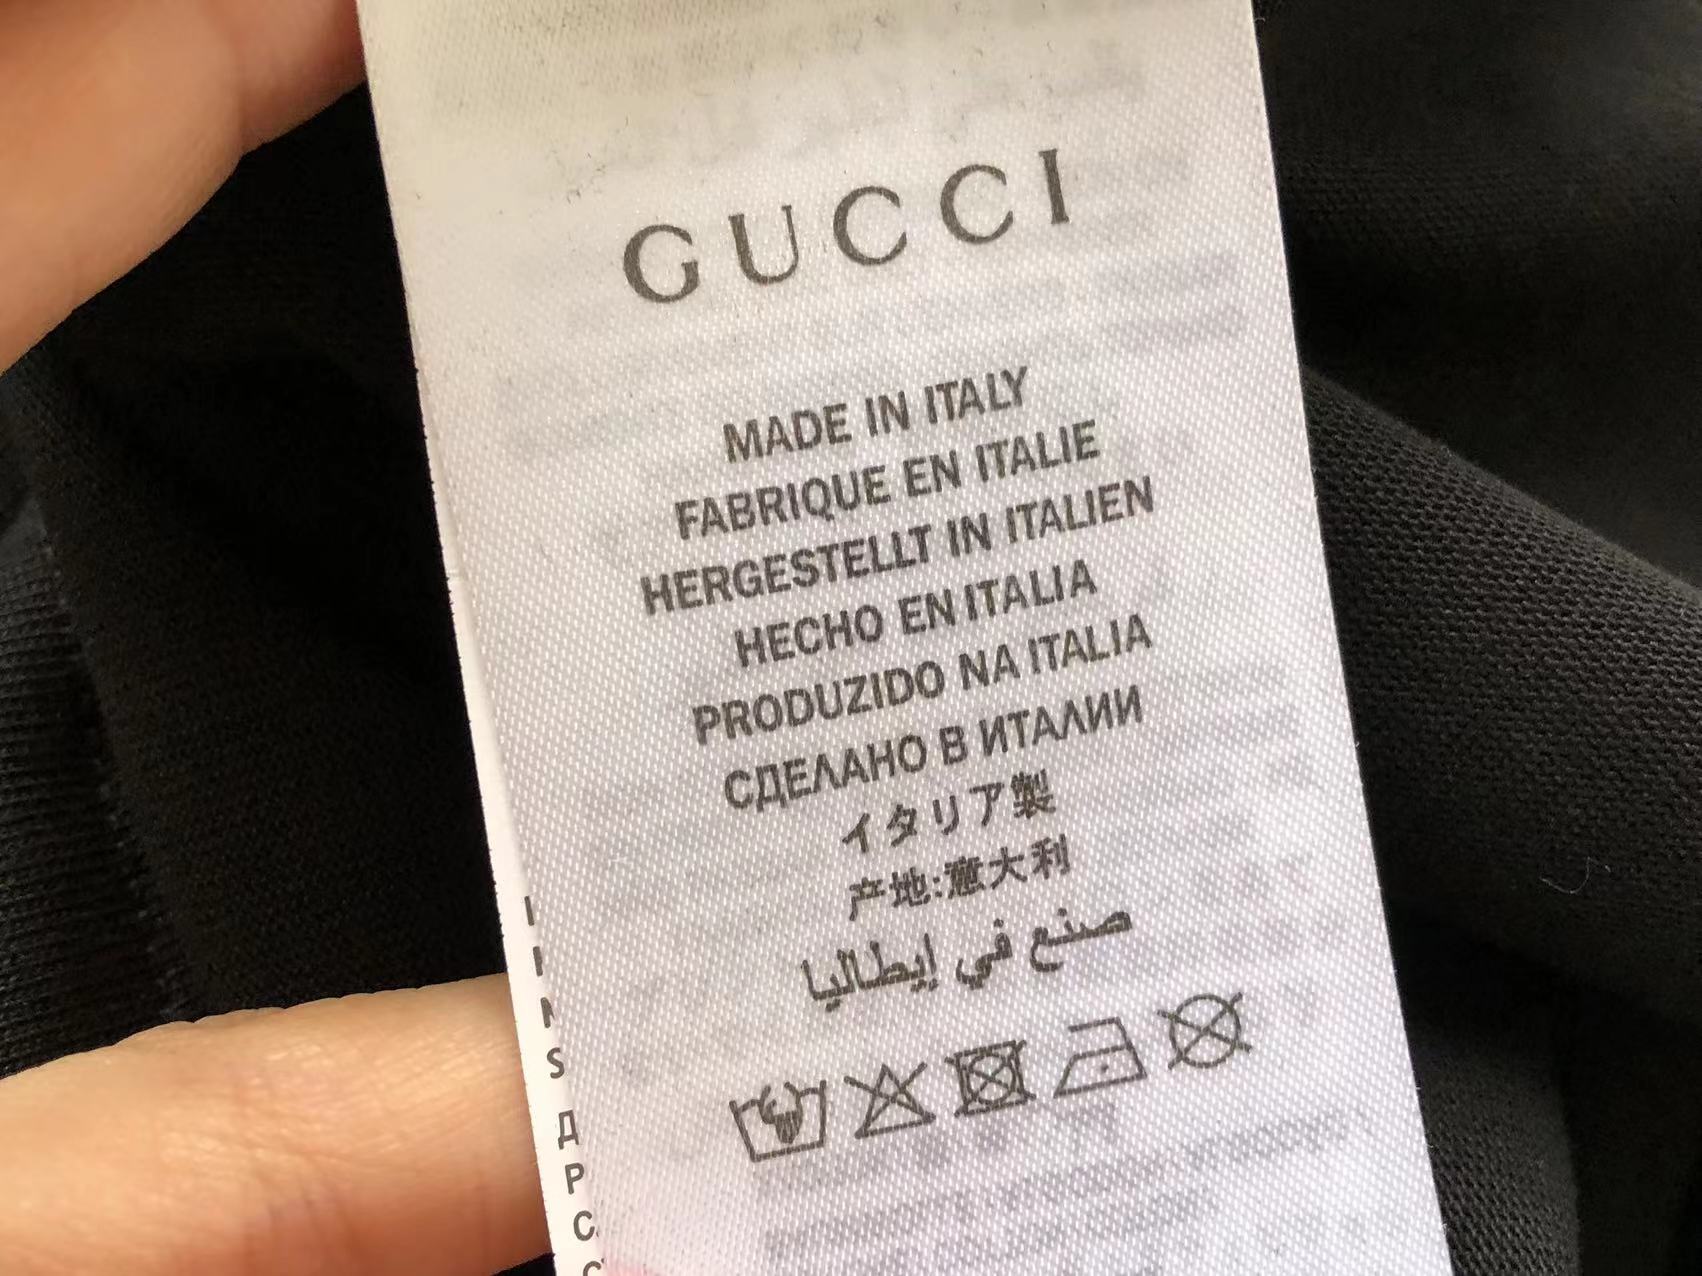 GUCCI
MADE IN ITALY
FABRIQUE EN ITALIE
HERGESTELLT IN ITALIEN
HECHO EN ITALIA
PRODUZIDO NA ITALIA
СДЕЛАНО В ИТАЛИИ
イタリア製
产地:意大利
صنع في إيطاليا
S
Д
Р
С